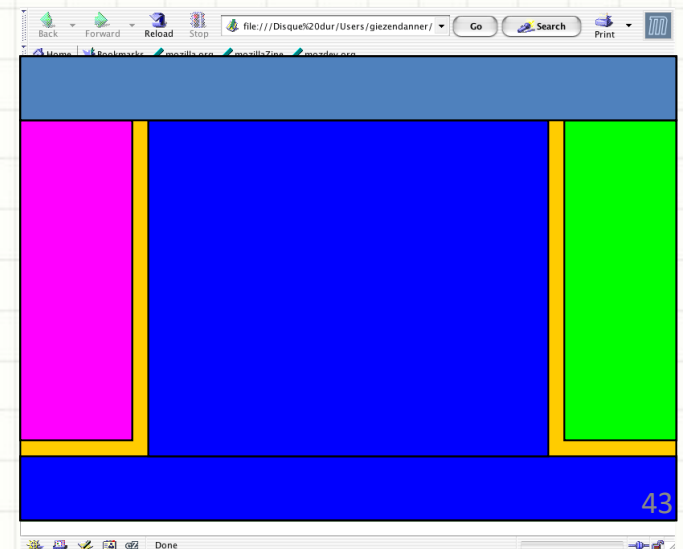 Back Forward Reload Stop file:///Disque%20dur/Users/giezendanner/ Go Search Print
Home Bookmarks mozilla.org mozillaZine mozdev.org
43
Done